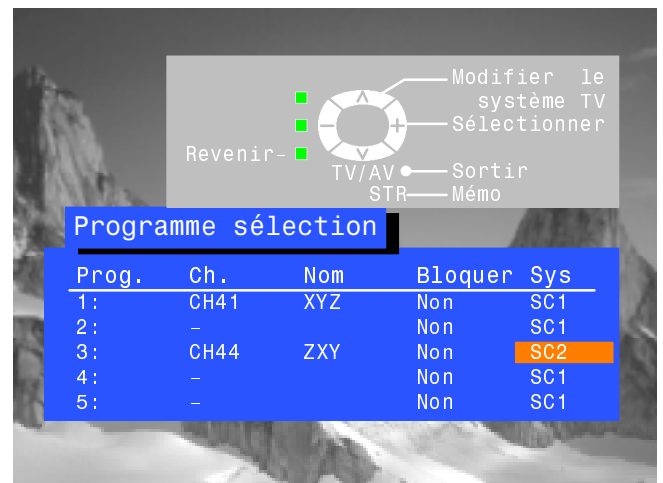 Modifier le
système TV
Sélectionner
Revenir–
TV/AV Sortir
STR Mémo
Programme sélection
Prog. Ch. Nom Bloquer Sys
1: CH41 XYZ Non SC1
2: – Non SC1
3: CH44 ZXY Non SC2
4: – Non SC1
5: – Non SC1